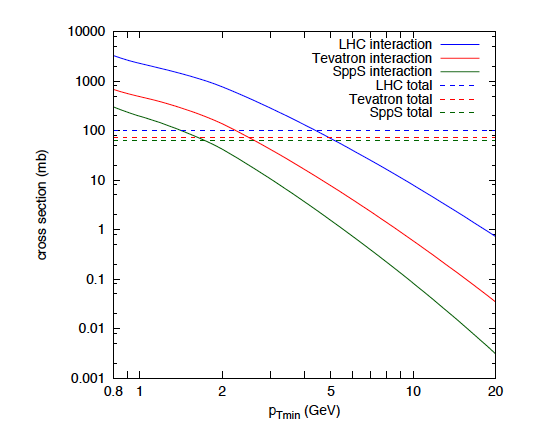 10000
1000
100
10
1
0.1
0.01
0.001
cross section (mb)
LHC interaction
Tevatron interaction
SppS interaction
LHC total
Tevatron total
SppS total
0.8 1 2 5 10 20
pTmin (GeV)